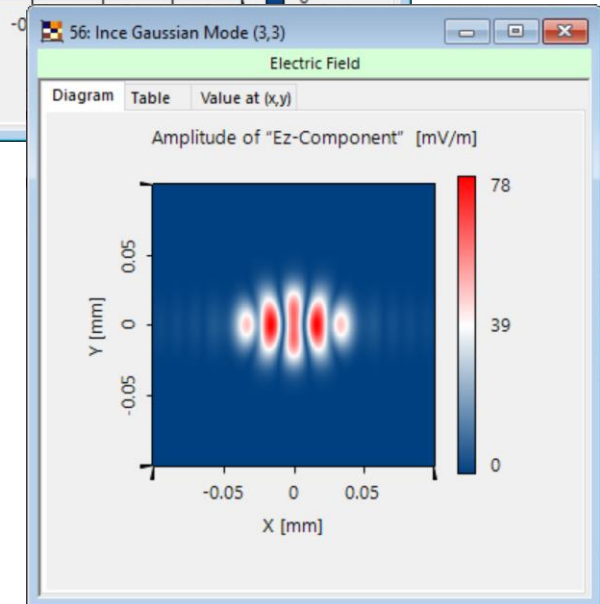 -0
56: Ince Gaussian Mode (3,3)
Electric Field
Diagram Table Value at (x,y)
Amplitude of "Ez-Component" [mV/m]
78
39
0
Y [mm]
0.05
0
-0.05
-0.05 0 0.05
X [mm]